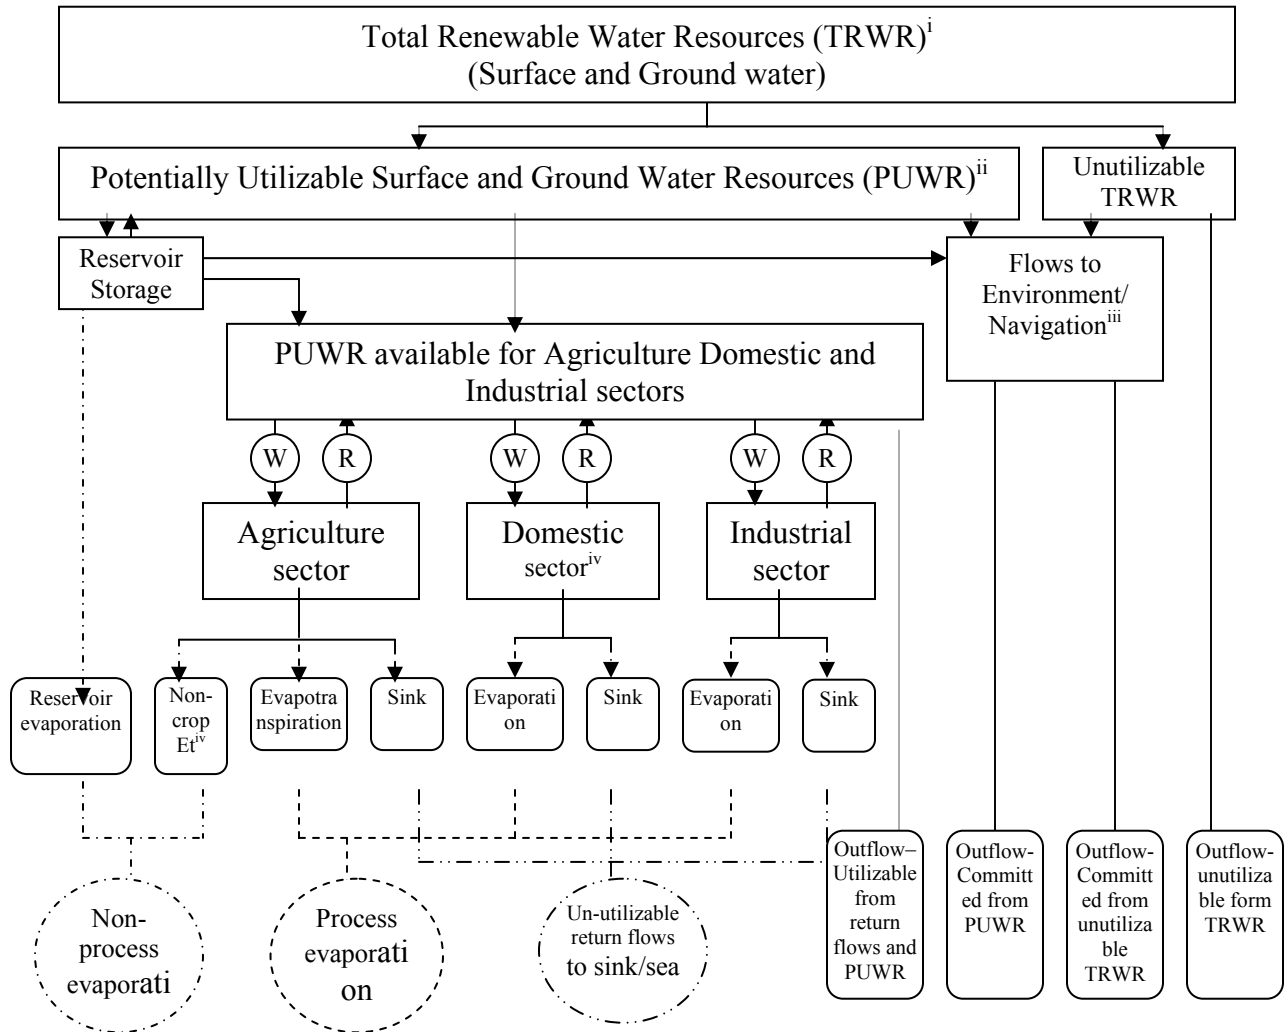 Total Renewable Water Resources (TRWR)i
(Surface and Ground water)
Potentially Utilizable Surface and Ground Water Resources (PUWR)ii
Unutilizable
TRWR
Reservoir
Storage
Flows to
Environment/
Navigationiii
PUWR available for Agriculture Domestic and
Industrial sectors
W
R
W
R
W
R
Agriculture
sector
Domestic
sectoriv
Industrial
sector
Reservoir
evaporation
Non-
crop
Etiv
Evapotra
nspiration
Sink
Evaporati
on
Sink
Evaporati
on
Sink
Outflow–
Utilizable
from
return
flows and
PUWR
Outflow-
Committ
ed from
PUWR
Outflow-
Committ
ed from
unutiliza
ble
TRWR
Outflow-
unutiliza
ble form
TRWR
Non-
process
evaporati
Process
evaporati
on
Un-utilizable
return flows
to sink/sea